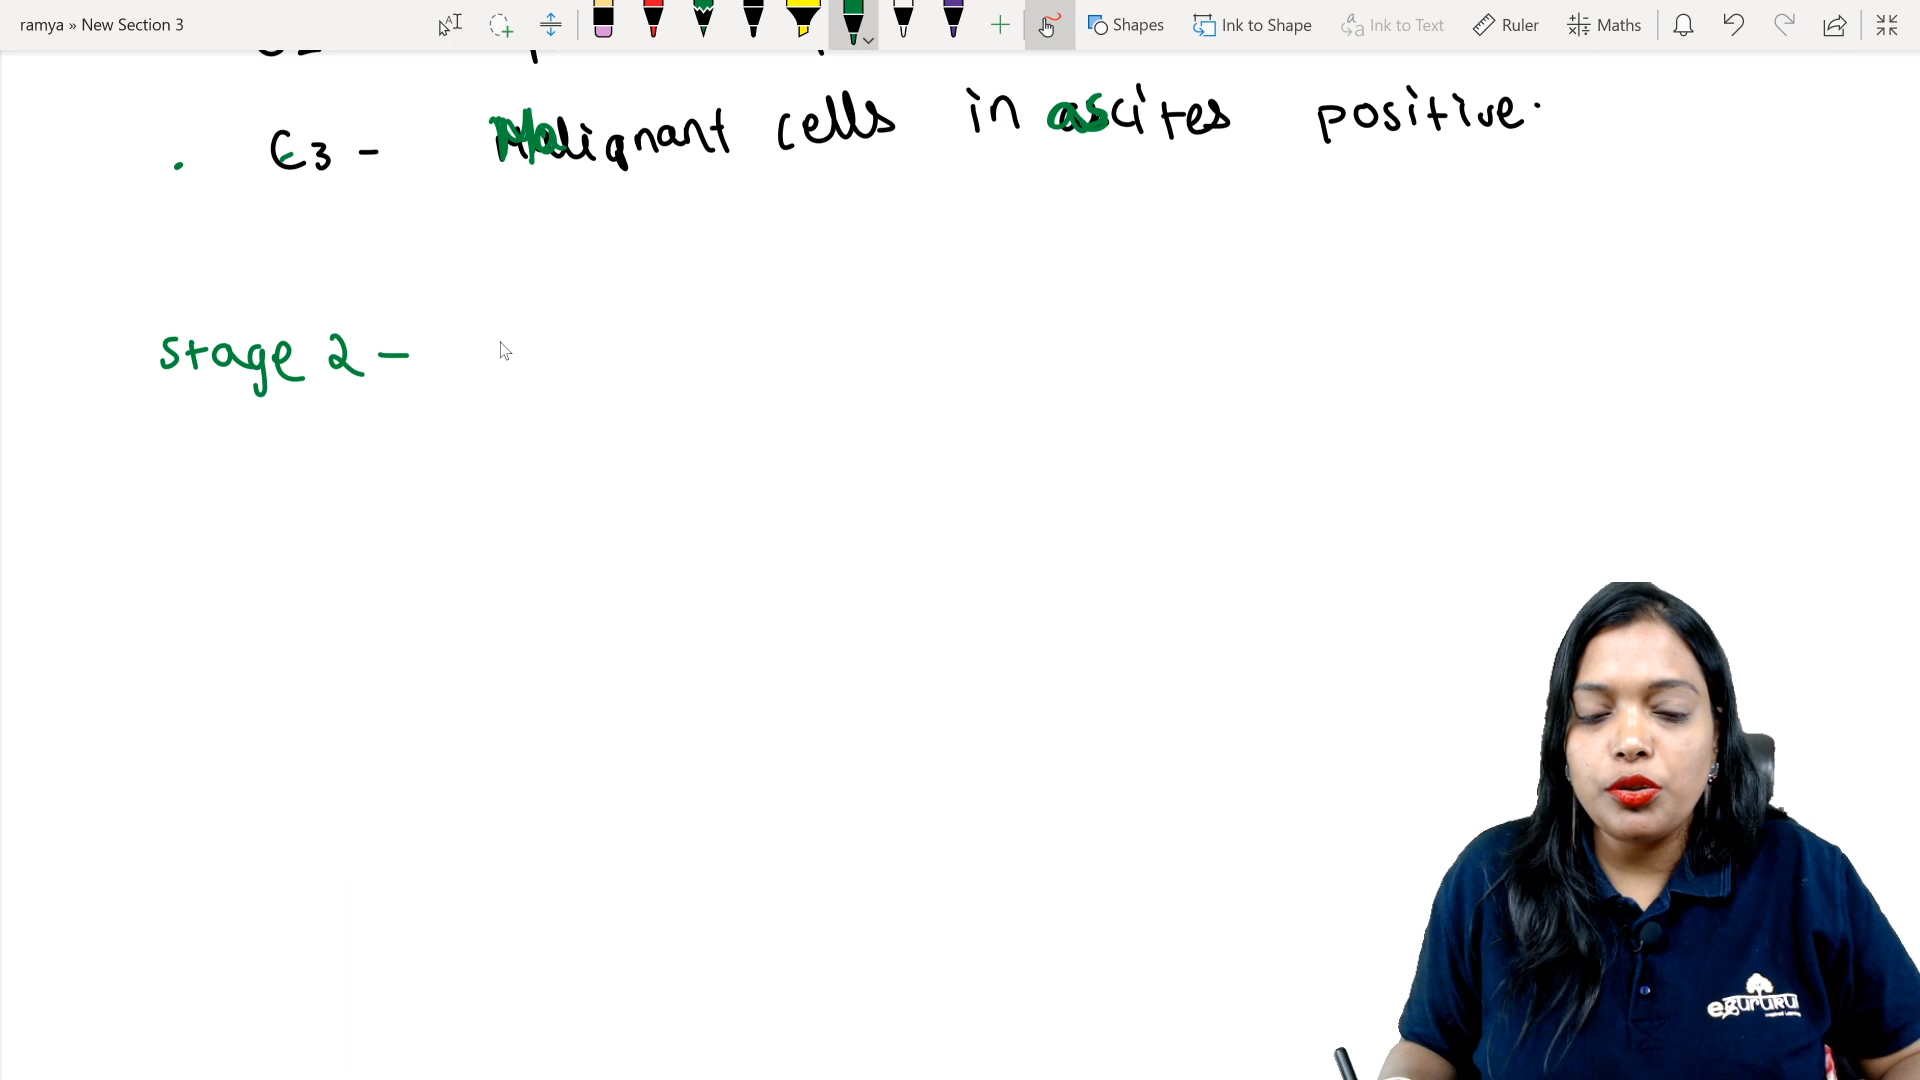 ramya » New Section 3 Shapes Ink to Shape Ink to Text Ruler Maths
C3 - Malignant cells in ascites positive.
stage 2 -
egurukul